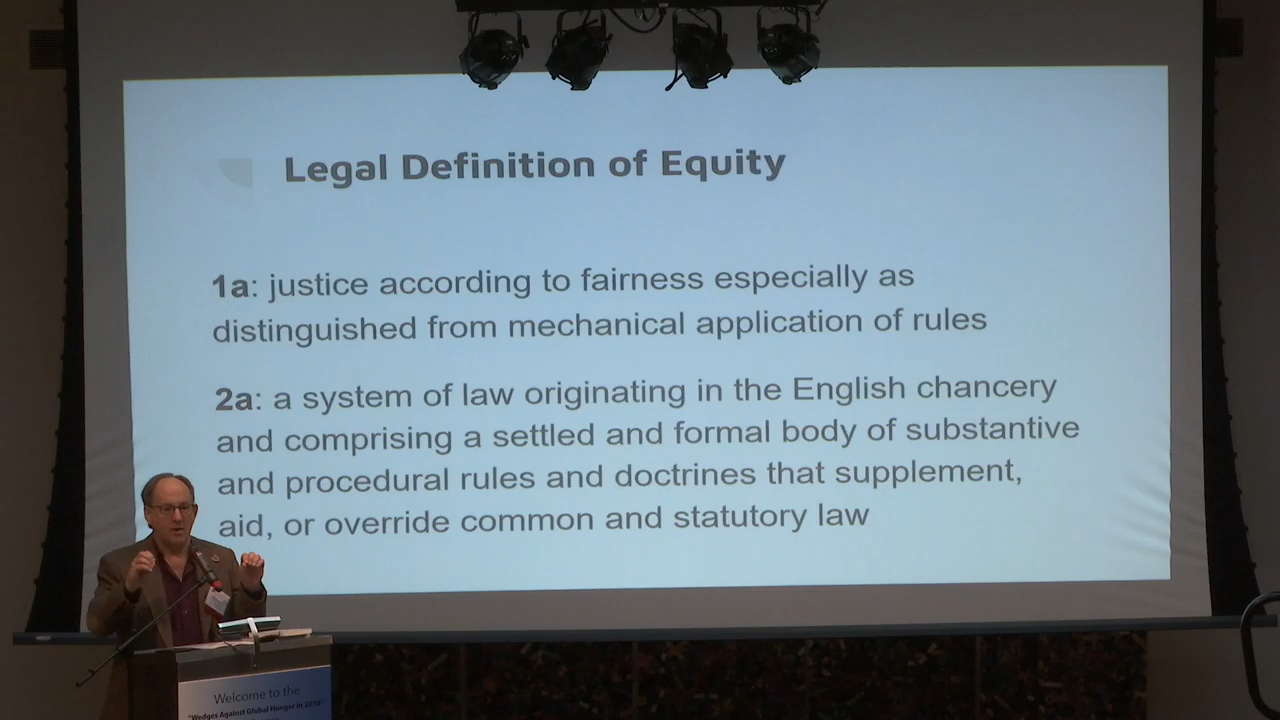 Legal Definition of Equity
1a: justice according to fairness especially as
distinguished from mechanical application of rules
2a: a system of law originating in the English chancery
and comprising a settled and formal body of substantive
and procedural rules and doctrines that supplement,
aid, or override common and statutory law
Welcome to the
"Wedges Against Global Hunger in 2050"